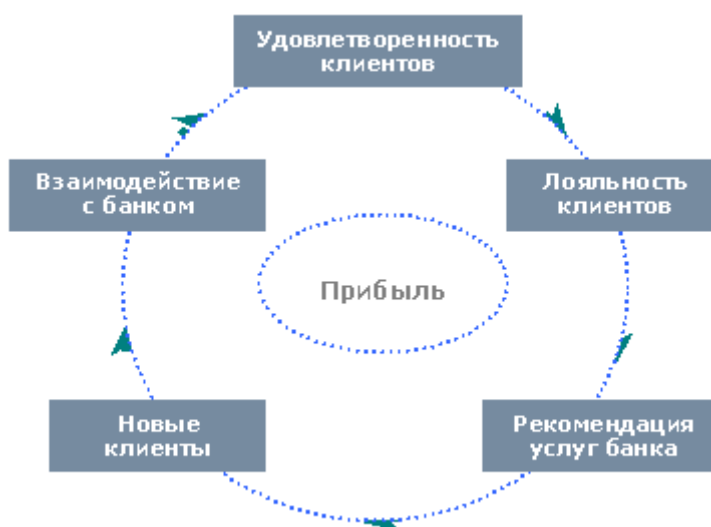 Удовлетворенность
клиентов
Взаимодействие
с банком
Лояльность
клиентов
Прибыль
Новые
клиенты
Рекомендация
услуг банка